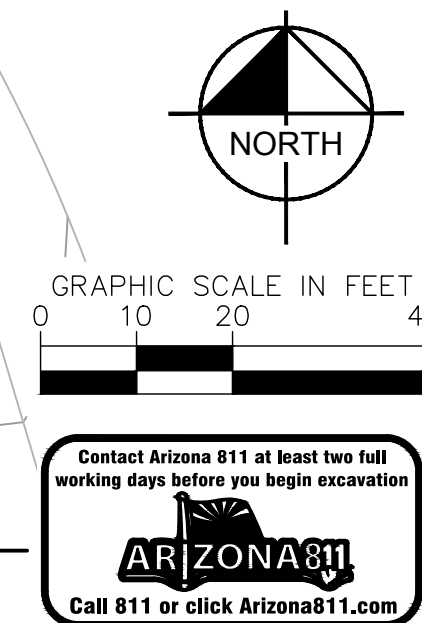 NORTH
GRAPHIC SCALE IN FEET
0 10 20 4
Contact Arizona 811 at least two full
working days before you begin excavation
ARIZONA811
Call 811 or click Arizona811.com